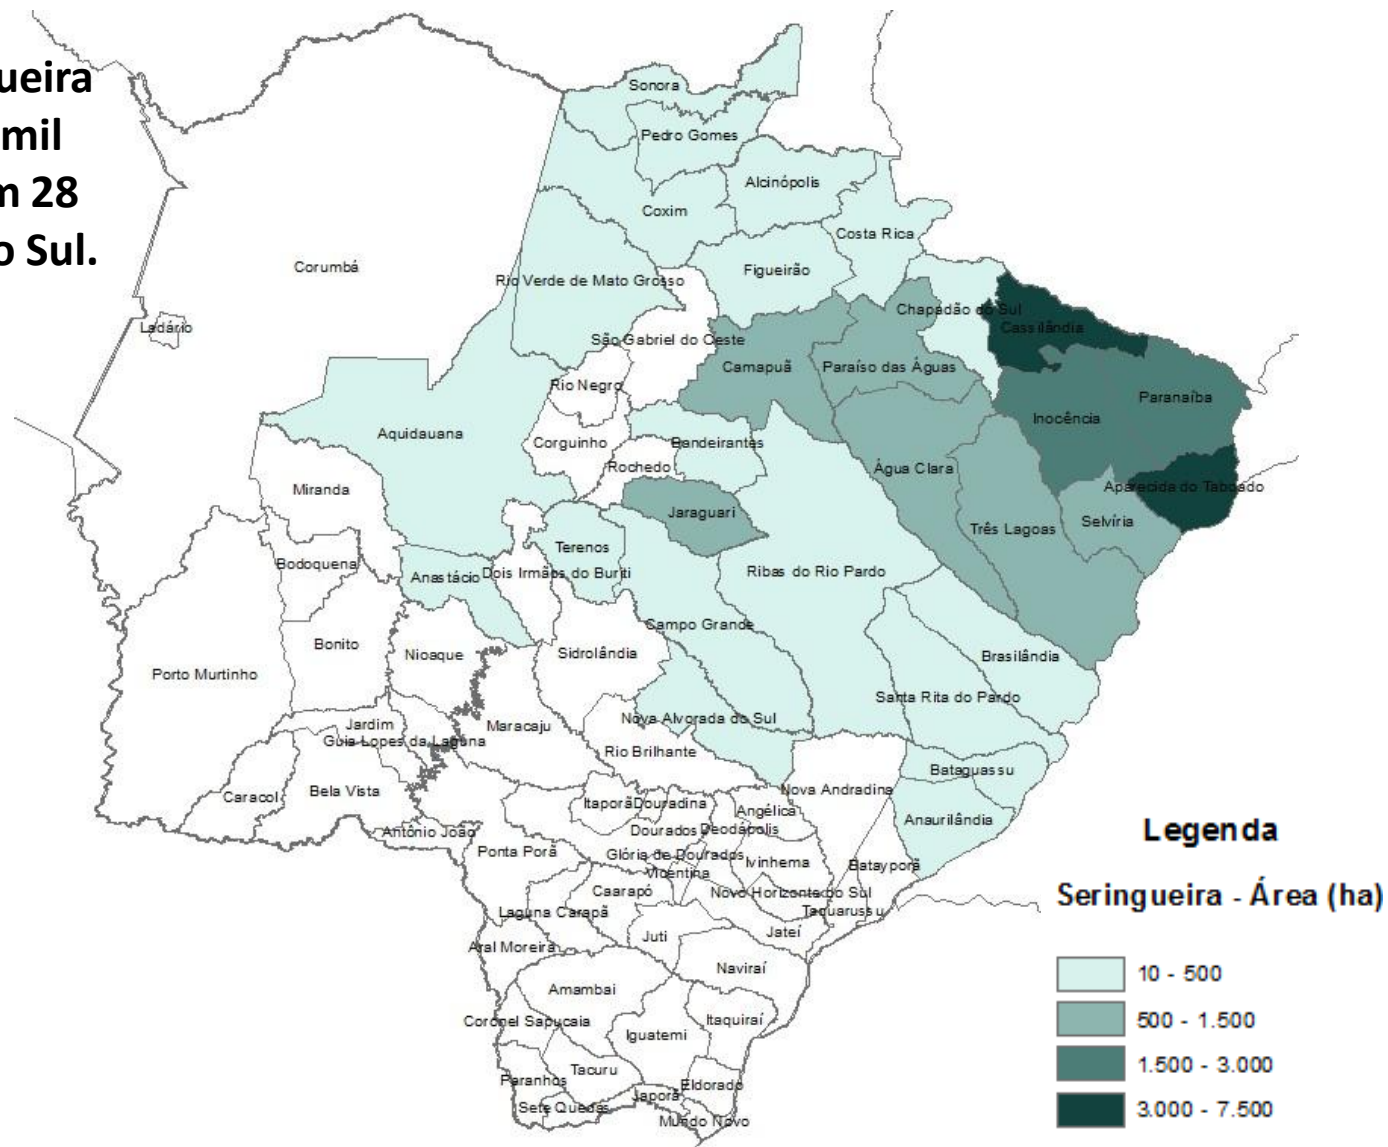 ueira
mil
m 28
o Sul.
Sonora
Pedro Gomes
Alcinópolis
Coxim
Costa Rica
Corumbá
Figueirão
Rio Verde de Mato Grosso
Chapadão do Sul
Ladário
Cassilândia
São Gabriel do Oeste
Camapuã
Paraíso das Águas
Rio Negro
Paranaíba
Inocência
Aquidauana
Corguinho
Bandeirantes
Rochedo
Água Clara
Miranda
Aparecida do Taboado
Jaraguari
Selvíria
Três Lagoas
Terenos
Bodoquena
Anastácio
Dois Irmãos do Buriti
Ribas do Rio Pardo
Campo Grande
Bonito
Nioaque
Sidrolândia
Brasilândia
Porto Murtinho
Santa Rita do Pardo
Jardim
Maracaju
Nova Alvorada do Sul
Guia Lopes da Laguna
Rio Brilhante
Bataguassu
Bela Vista
Nova Andradina
Caracol
Itaporã
Douradina
Angélica
Anaurilândia
Antônio João
Dourados
Deodápolis
Ponta Porã
Glória de Dourados
Ivinhema
Batayporã
Vicentina
Caarapó
Novo Horizonte do Sul
Laguna Carapã
Taquarussu
Juti
Jateí
Aral Moreira
Naviraí
Amambai
Coronel Sapucaia
Itaquiraí
Iguatemi
Tacuru
Paranhos
Eldorado
Japorã
Sete Quedas
Mundo Novo
Legenda
Seringueira - Área (ha)
10 - 500
500 - 1.500
1.500 - 3.000
3.000 - 7.500